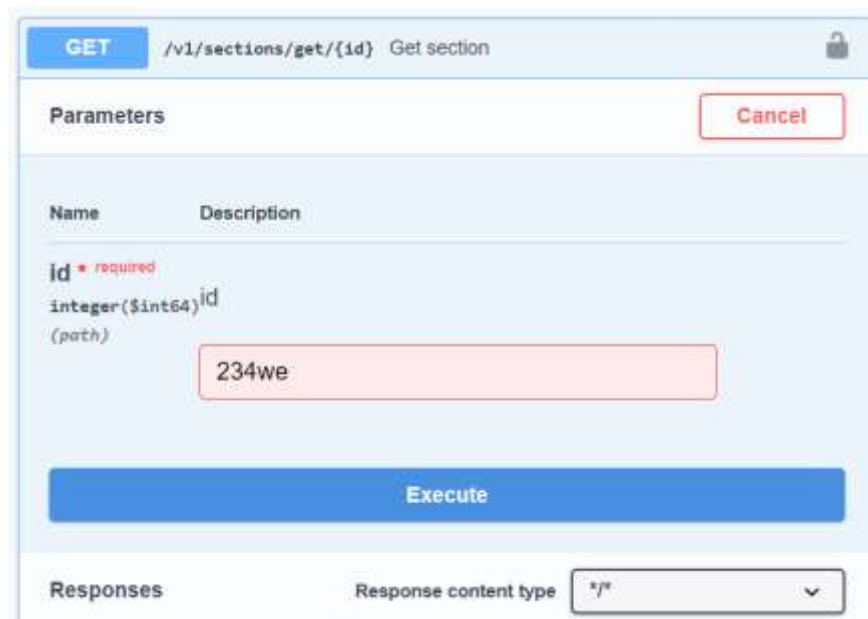 GET /v1/sections/get/{id} Get section
Parameters Cancel
Name Description
id * required
integer($int64) id
(path)
234we
Execute
Responses Response content type */*